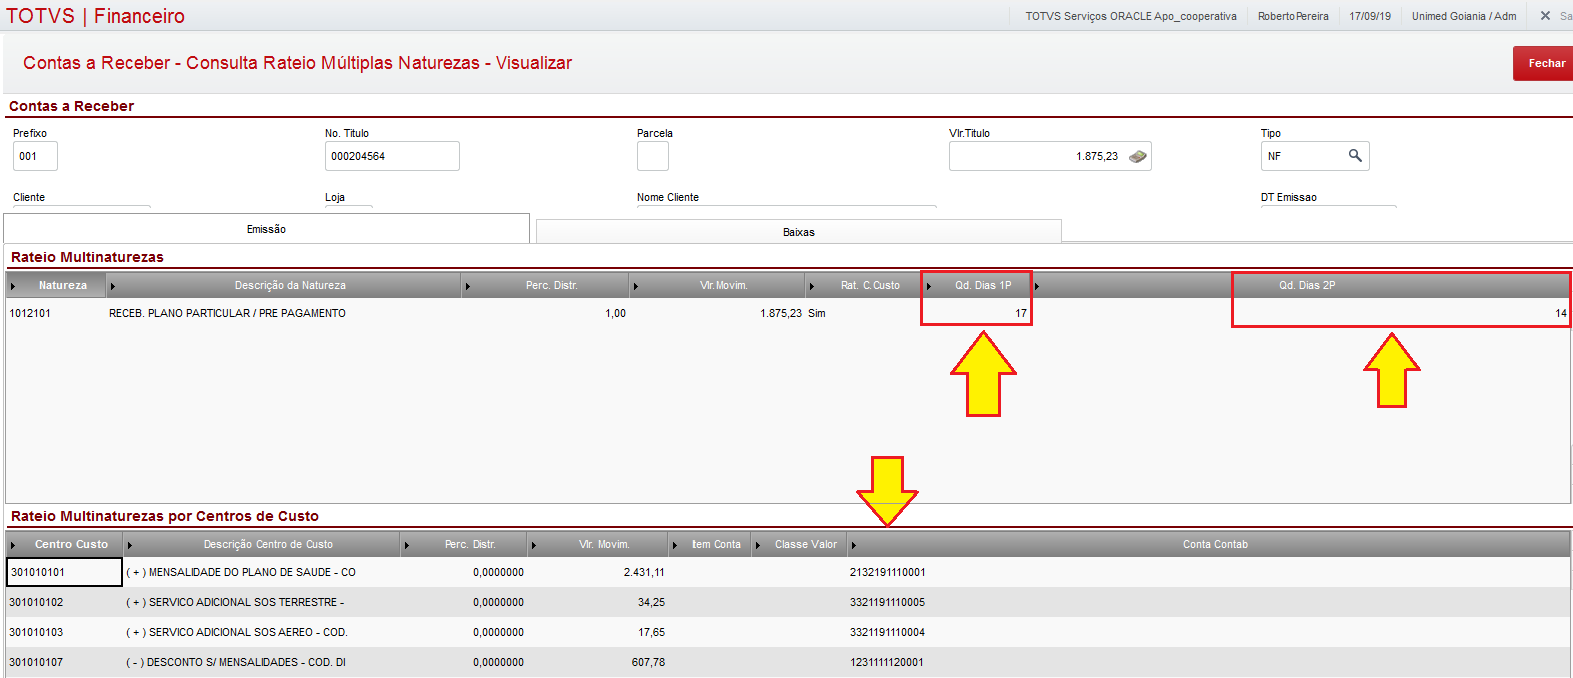 TOTVS | Financeiro
TOTVS Serviços ORACLE Apo_cooperativa RobertoPereira 17/09/19 Unimed Goiania / Adm ✕ Sa
Contas a Receber - Consulta Rateio Múltiplas Naturezas - Visualizar
Fechar
Contas a Receber
Prefixo No. Titulo Parcela Vlr.Titulo Tipo
001 000204564 1.875,23 NF
Cliente Loja Nome Cliente DT Emissao
Emissão Baixas
Rateio Multinaturezas
Natureza Descrição da Natureza Perc. Distr. Vlr.Movim. Rat. C.Custo Qd. Dias 1P Qd. Dias 2P
1012101 RECEB. PLANO PARTICULAR / PRE PAGAMENTO 1,00 1.875,23 Sim 17 14
Rateio Multinaturezas por Centros de Custo
Centro Custo Descrição Centro de Custo Perc. Distr. Vlr. Movim. Item Conta Classe Valor Conta Contab
301010101 ( + ) MENSALIDADE DO PLANO DE SAUDE - CO 0,0000000 2.431,11 2132191110001
301010102 ( + ) SERVICO ADICIONAL SOS TERRESTRE - 0,0000000 34,25 3321191110005
301010103 ( + ) SERVICO ADICIONAL SOS AEREO - COD. 0,0000000 17,65 3321191110004
301010107 ( - ) DESCONTO S/ MENSALIDADES - COD. DI 0,0000000 607,78 1231111120001